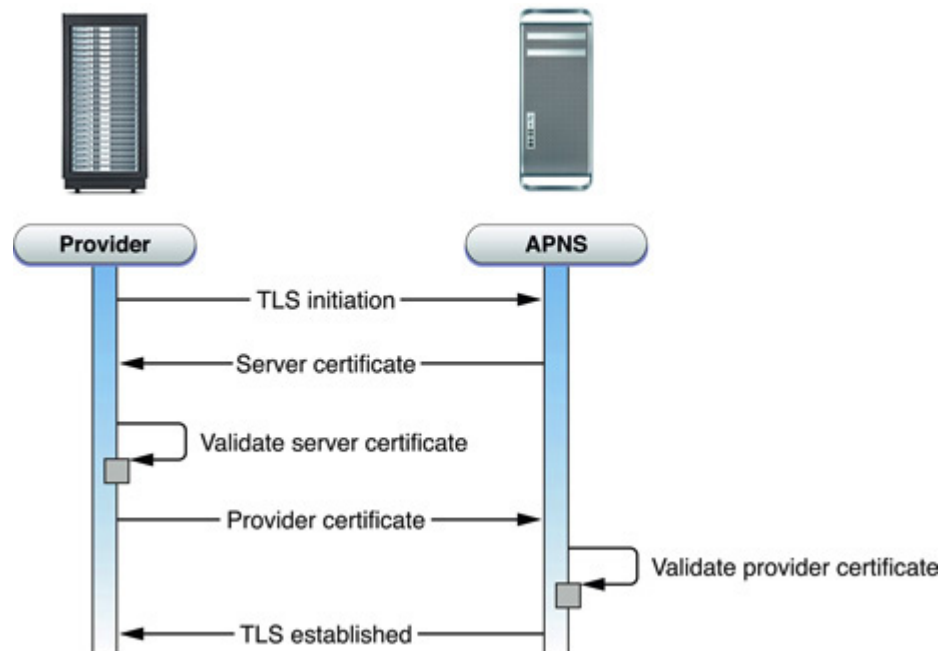 Provider
APNS
TLS initiation
Server certificate
Validate server certificate
Provider certificate
Validate provider certificate
TLS established